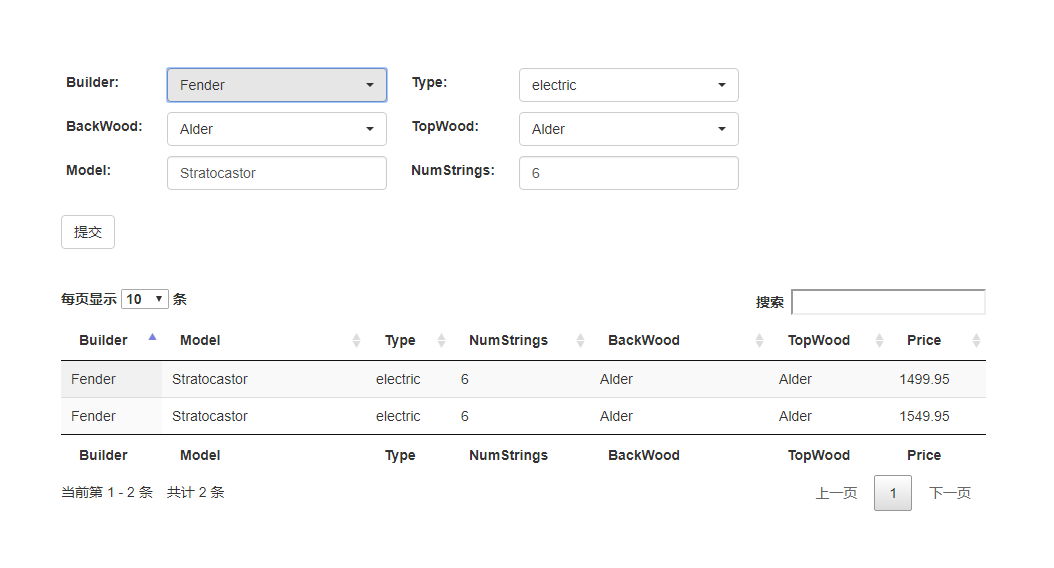 Builder: Fender Type: electric
BackWood: Alder TopWood: Alder
Model: Stratocastor NumStrings: 6
提交
每页显示 10 条 搜索
Builder Model Type NumStrings BackWood TopWood Price
Fender Stratocastor electric 6 Alder Alder 1499.95
Fender Stratocastor electric 6 Alder Alder 1549.95
Builder Model Type NumStrings BackWood TopWood Price
当前第 1 - 2 条 共计 2 条 上一页 1 下一页